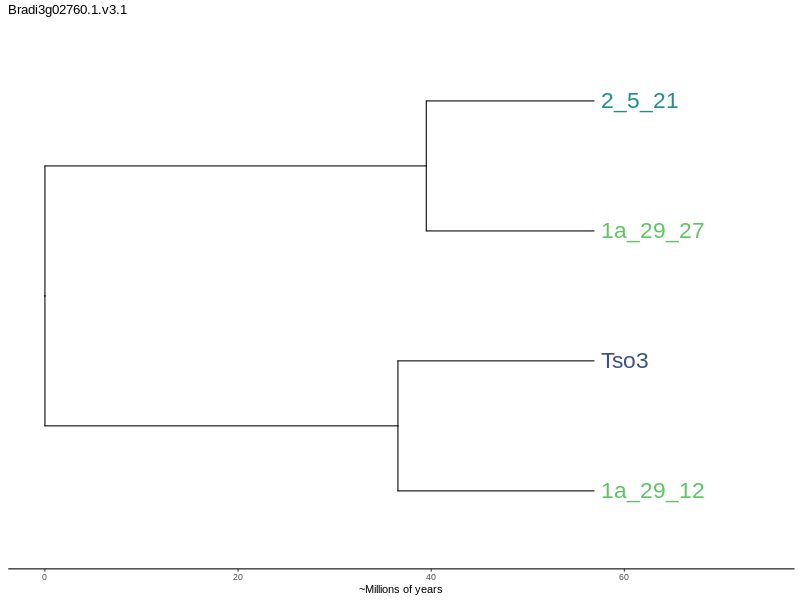 Bradi3g02760.1.v3.1
2_5_21
1a_29_27
Tso3
1a_29_12
0 20 40 60
~Millions of years